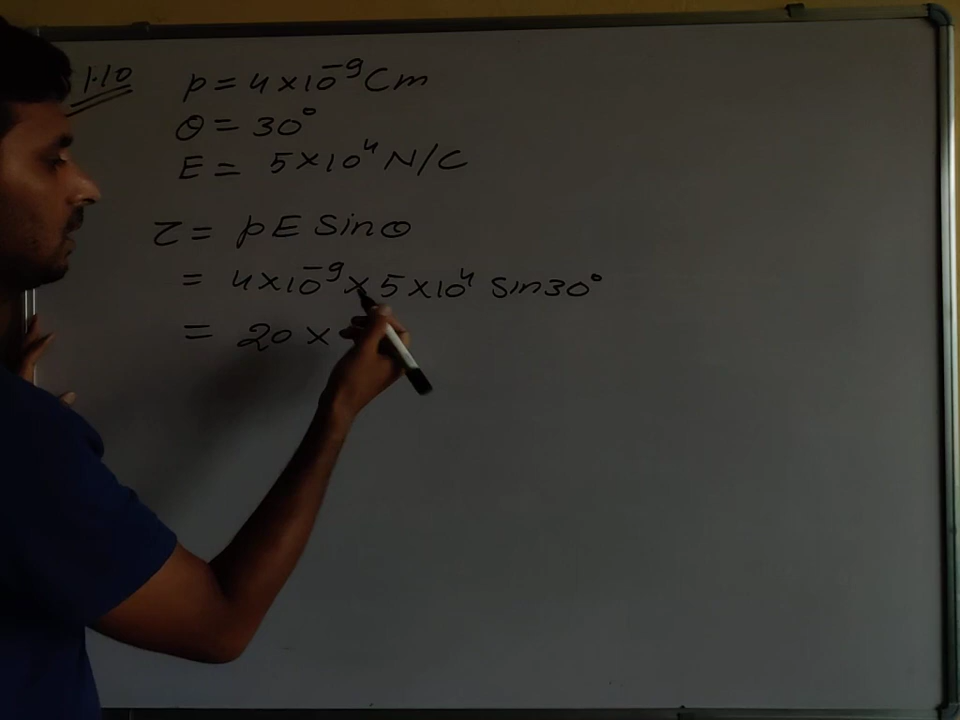 1.10
p = 4×10⁻⁹ Cm
θ = 30°
E = 5×10⁴ N/C
τ = pE Sinθ
= 4×10⁻⁹ × 5×10⁴ Sin30°
= 20 ×